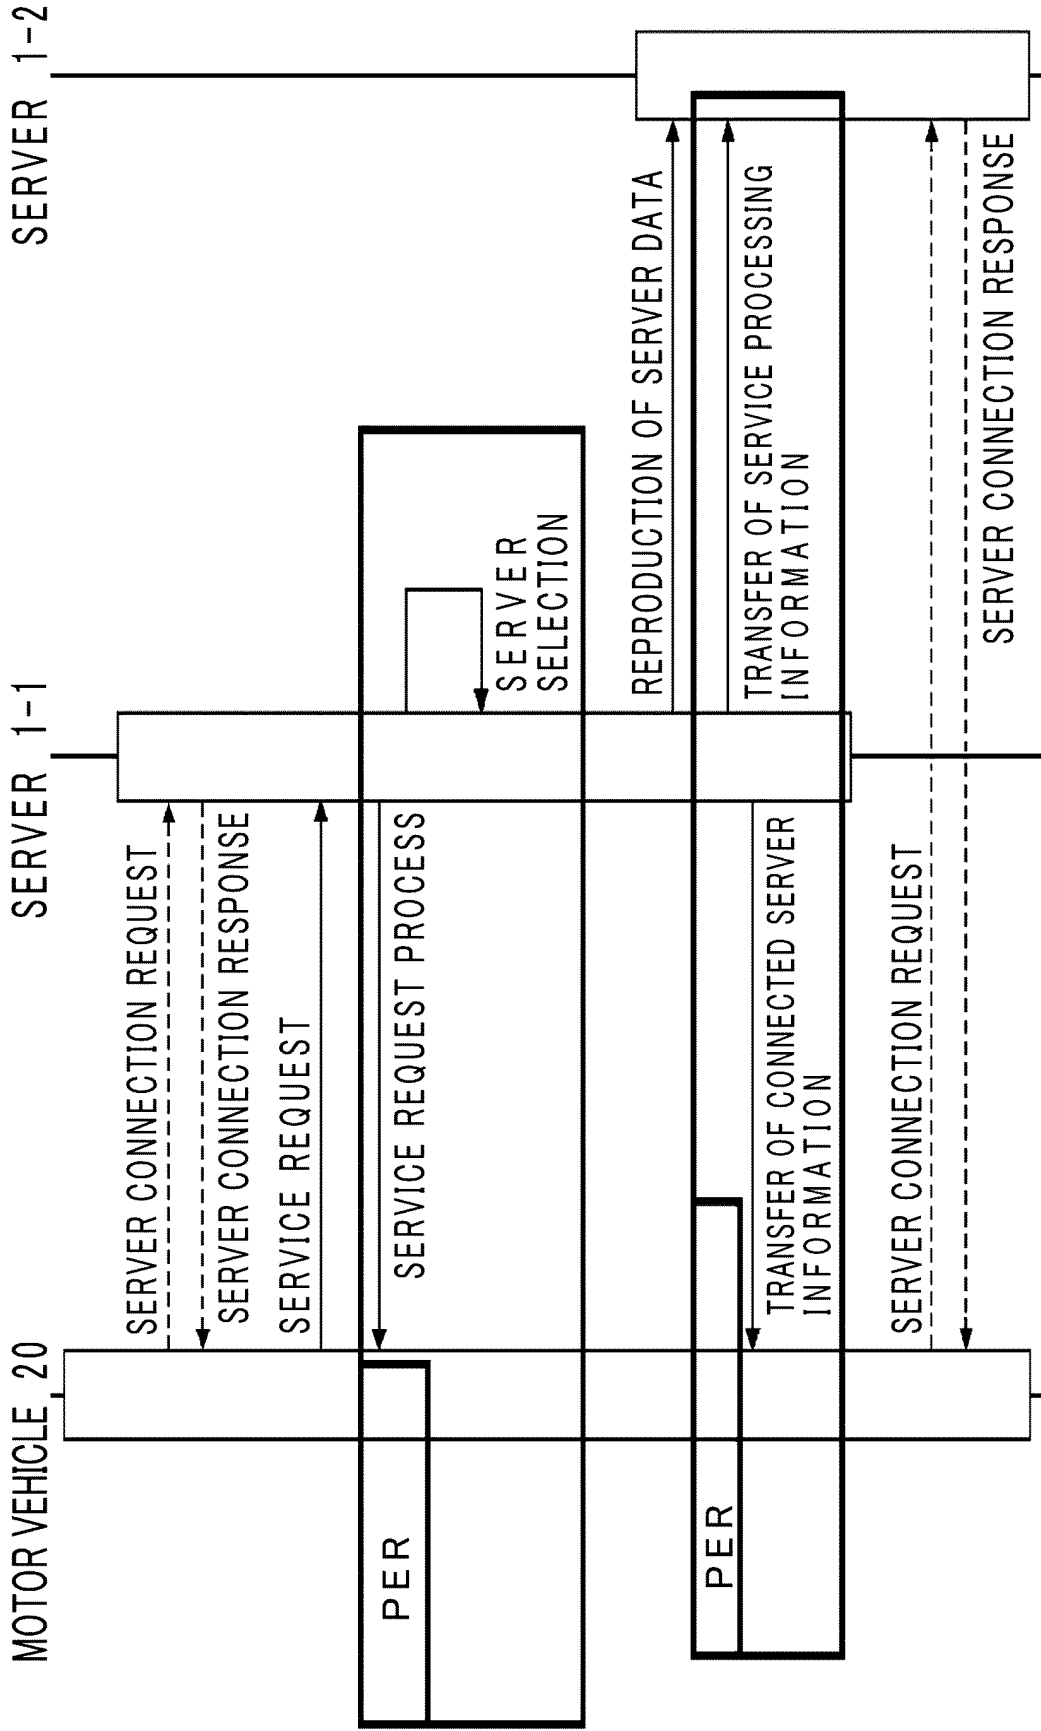 MOTOR VEHICLE 20
SERVER 1-1
SERVER 1-2
SERVER CONNECTION REQUEST
SERVER CONNECTION RESPONSE
SERVICE REQUEST
PER
SERVICE REQUEST PROCESS
SERVER
SELECTION
REPRODUCTION OF SERVER DATA
PER
TRANSFER OF SERVICE PROCESSING
INFORMATION
TRANSFER OF CONNECTED SERVER
INFORMATION
SERVER CONNECTION REQUEST
SERVER CONNECTION RESPONSE